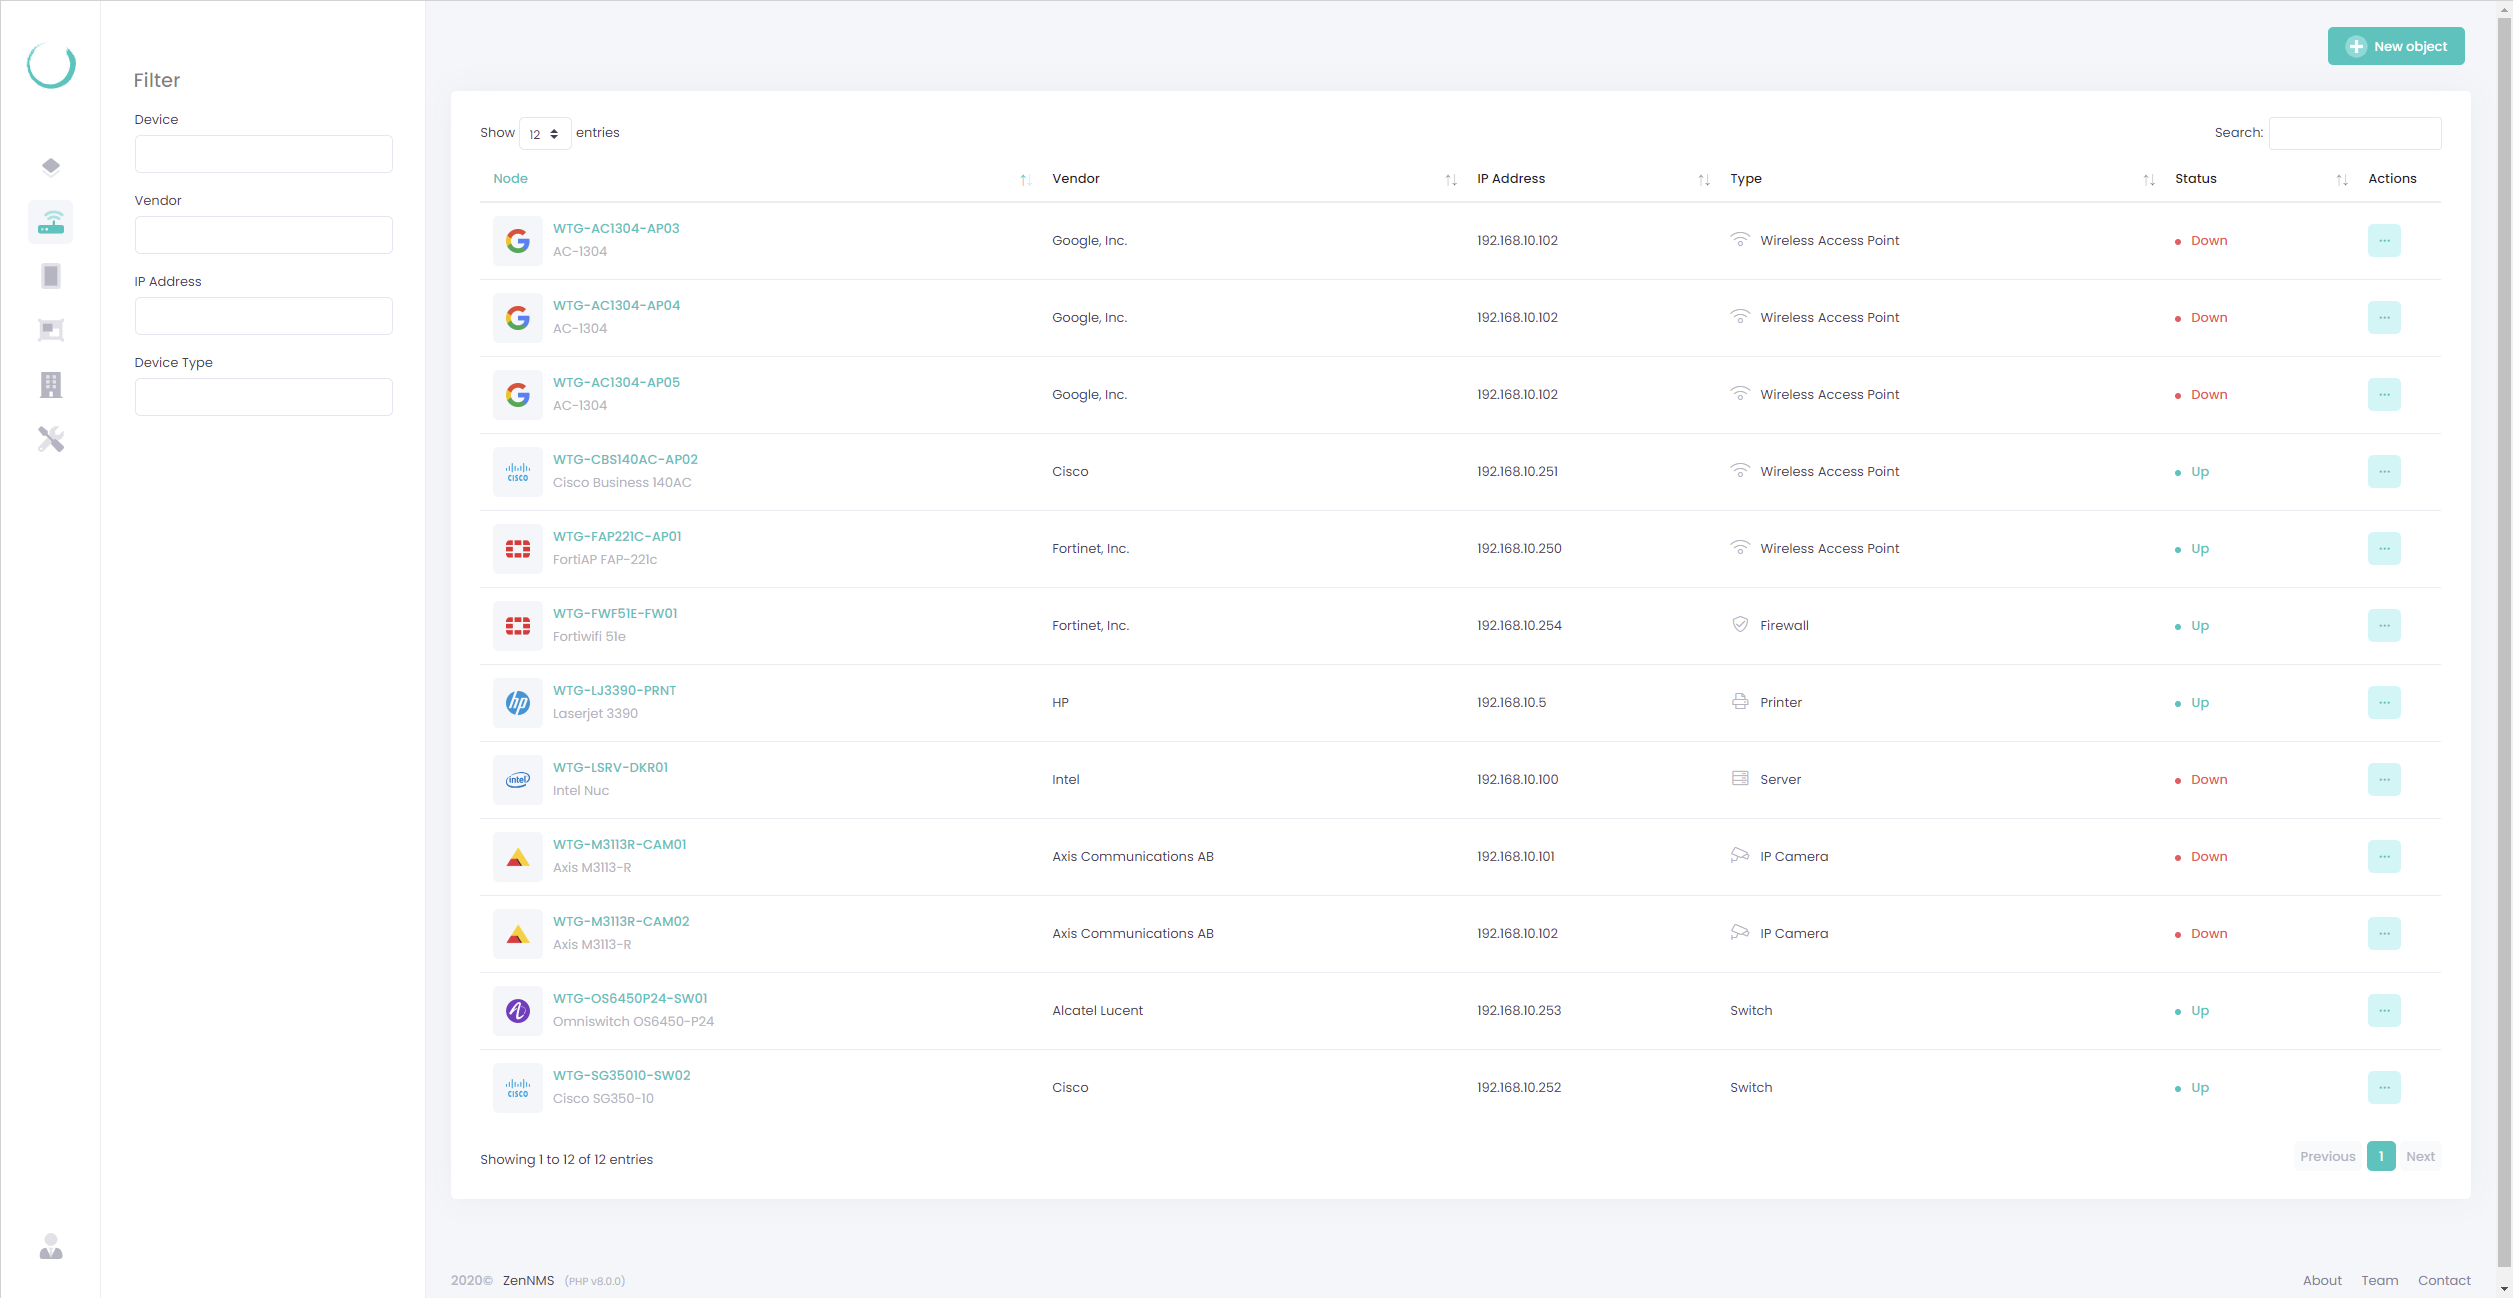 New object
Filter
Device
Vendor
IP Address
Device Type
Show 12 entries
Search:
Node Vendor IP Address Type Status Actions
WTG-AC1304-AP03
AC-1304
Google, Inc. 192.168.10.102 Wireless Access Point Down ...
WTG-AC1304-AP04
AC-1304
Google, Inc. 192.168.10.102 Wireless Access Point Down ...
WTG-AC1304-AP05
AC-1304
Google, Inc. 192.168.10.102 Wireless Access Point Down ...
CISCO
WTG-CBS140AC-AP02
Cisco Business 140AC
Cisco 192.168.10.251 Wireless Access Point Up ...
WTG-FAP221C-AP01
FortiAP FAP-221c
Fortinet, Inc. 192.168.10.250 Wireless Access Point Up ...
WTG-FWF51E-FW01
Fortiwifi 51e
Fortinet, Inc. 192.168.10.254 Firewall Up ...
hp
WTG-LJ3390-PRNT
Laserjet 3390
HP 192.168.10.5 Printer Up ...
intel
WTG-LSRV-DKR01
Intel Nuc
Intel 192.168.10.100 Server Down ...
WTG-M3113R-CAM01
Axis M3113-R
Axis Communications AB 192.168.10.101 IP Camera Down ...
WTG-M3113R-CAM02
Axis M3113-R
Axis Communications AB 192.168.10.102 IP Camera Down ...
WTG-OS6450P24-SW01
Omniswitch OS6450-P24
Alcatel Lucent 192.168.10.253 Switch Up ...
CISCO
WTG-SG35010-SW02
Cisco SG350-10
Cisco 192.168.10.252 Switch Up ...
Showing 1 to 12 of 12 entries
Previous 1 Next
2020© ZenNMS (PHP v8.0.0)
About Team Contact